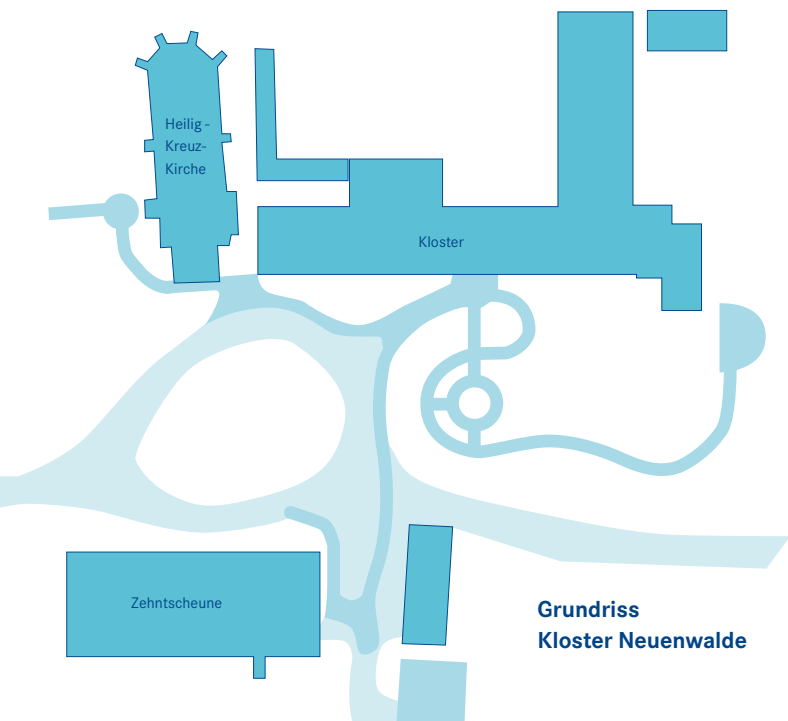 Heilig -
Kreuz-
Kirche
Kloster
Zehntscheune
Grundriss
Kloster Neuenwalde